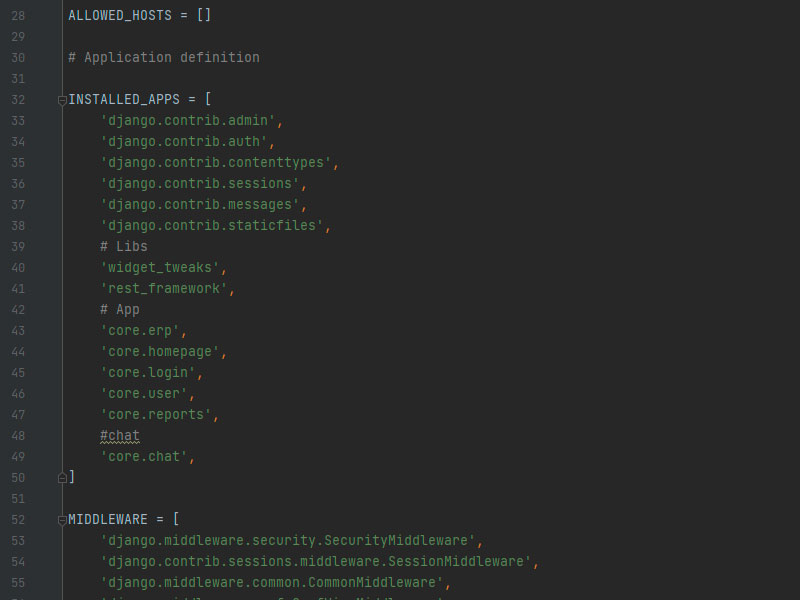 28 ALLOWED_HOSTS = []
29
30 # Application definition
31
32 INSTALLED_APPS = [
33 'django.contrib.admin',
34 'django.contrib.auth',
35 'django.contrib.contenttypes',
36 'django.contrib.sessions',
37 'django.contrib.messages',
38 'django.contrib.staticfiles',
39 # Libs
40 'widget_tweaks',
41 'rest_framework',
42 # App
43 'core.erp',
44 'core.homepage',
45 'core.login',
46 'core.user',
47 'core.reports',
48 #chat
49 'core.chat',
50 ]
51
52 MIDDLEWARE = [
53 'django.middleware.security.SecurityMiddleware',
54 'django.contrib.sessions.middleware.SessionMiddleware',
55 'django.middleware.common.CommonMiddleware',